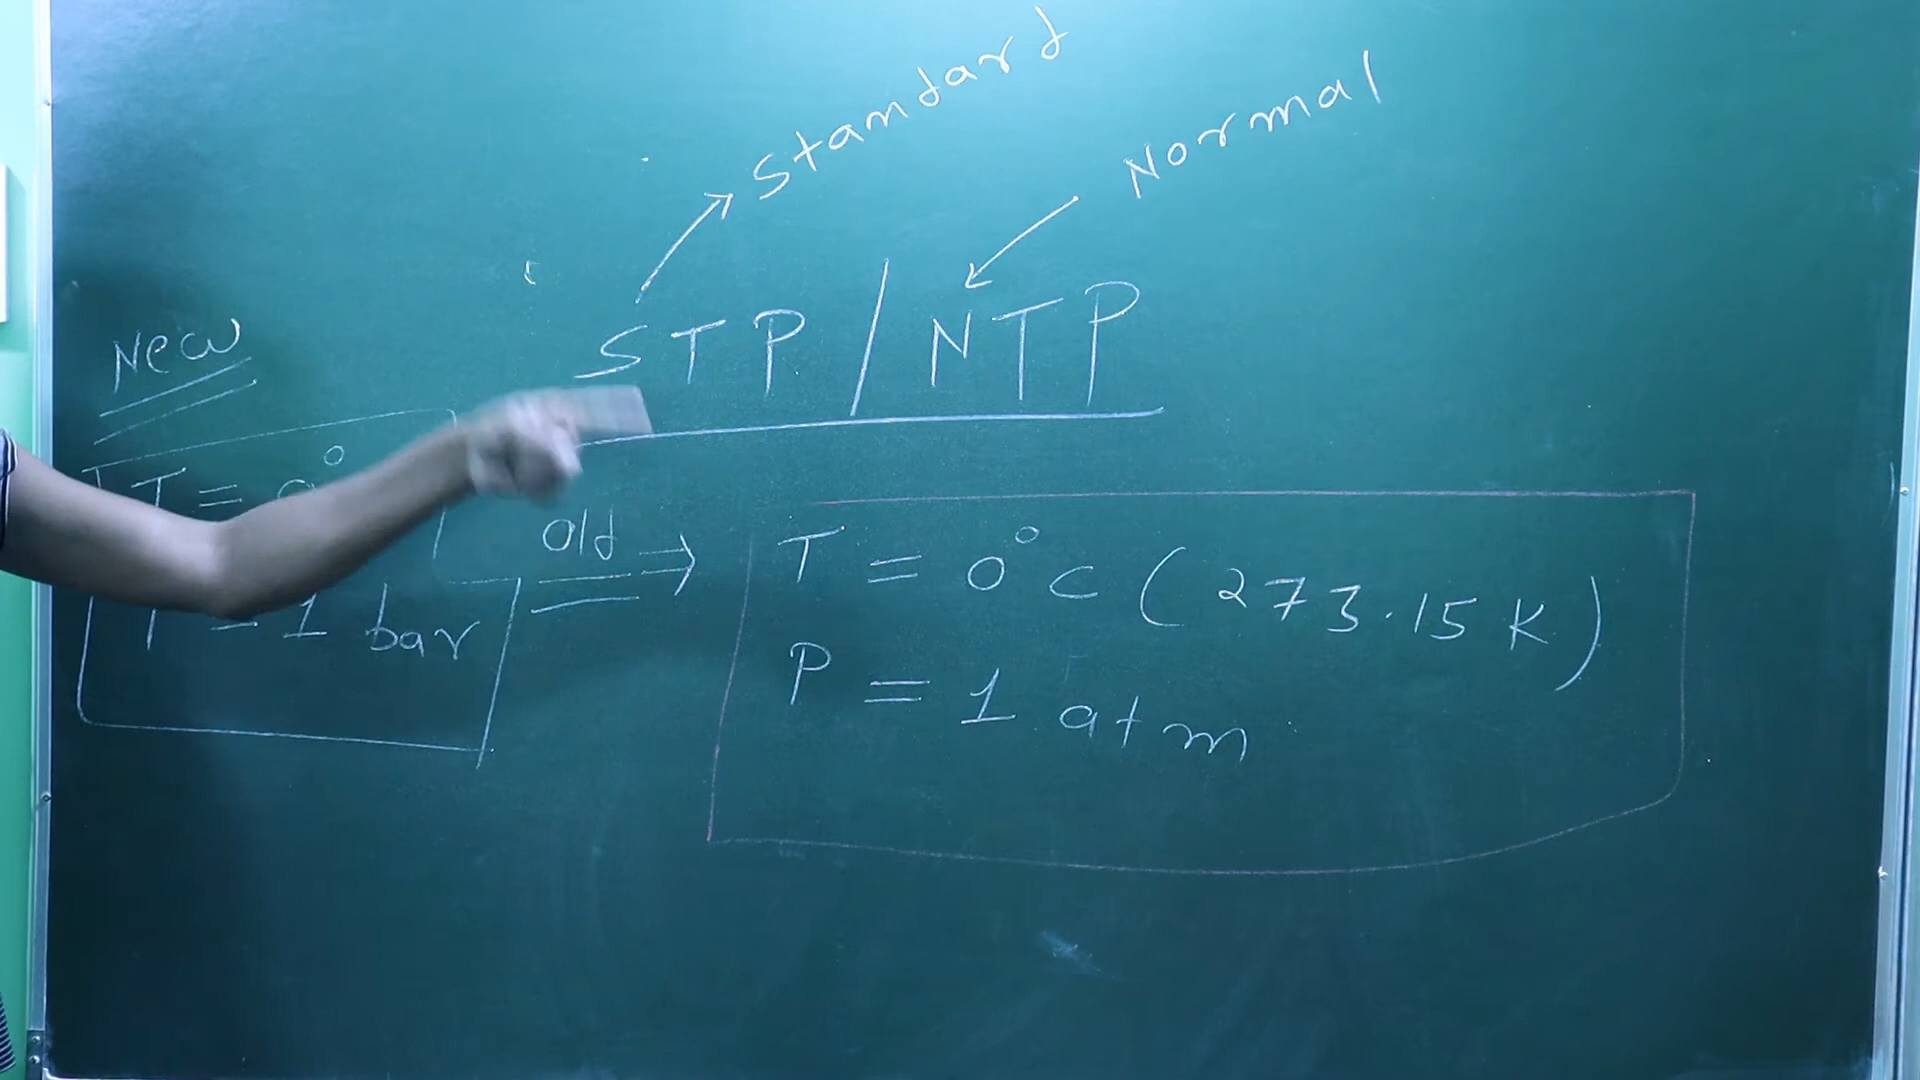 Standard
Normal
STP/NTP
New
T = 0°
= 1 bar
Old →
T = 0°C (273.15 K)
P = 1 atm